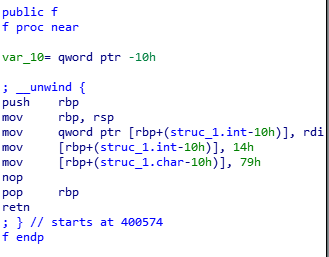 public f
f proc near
var_10= qword ptr -10h
; __unwind {
push rbp
mov rbp, rsp
mov qword ptr [rbp+(struc_1.int-10h)], rdi
mov [rbp+(struc_1.int-10h)], 14h
mov [rbp+(struc_1.char-10h)], 79h
nop
pop rbp
retn
; } // starts at 400574
f endp